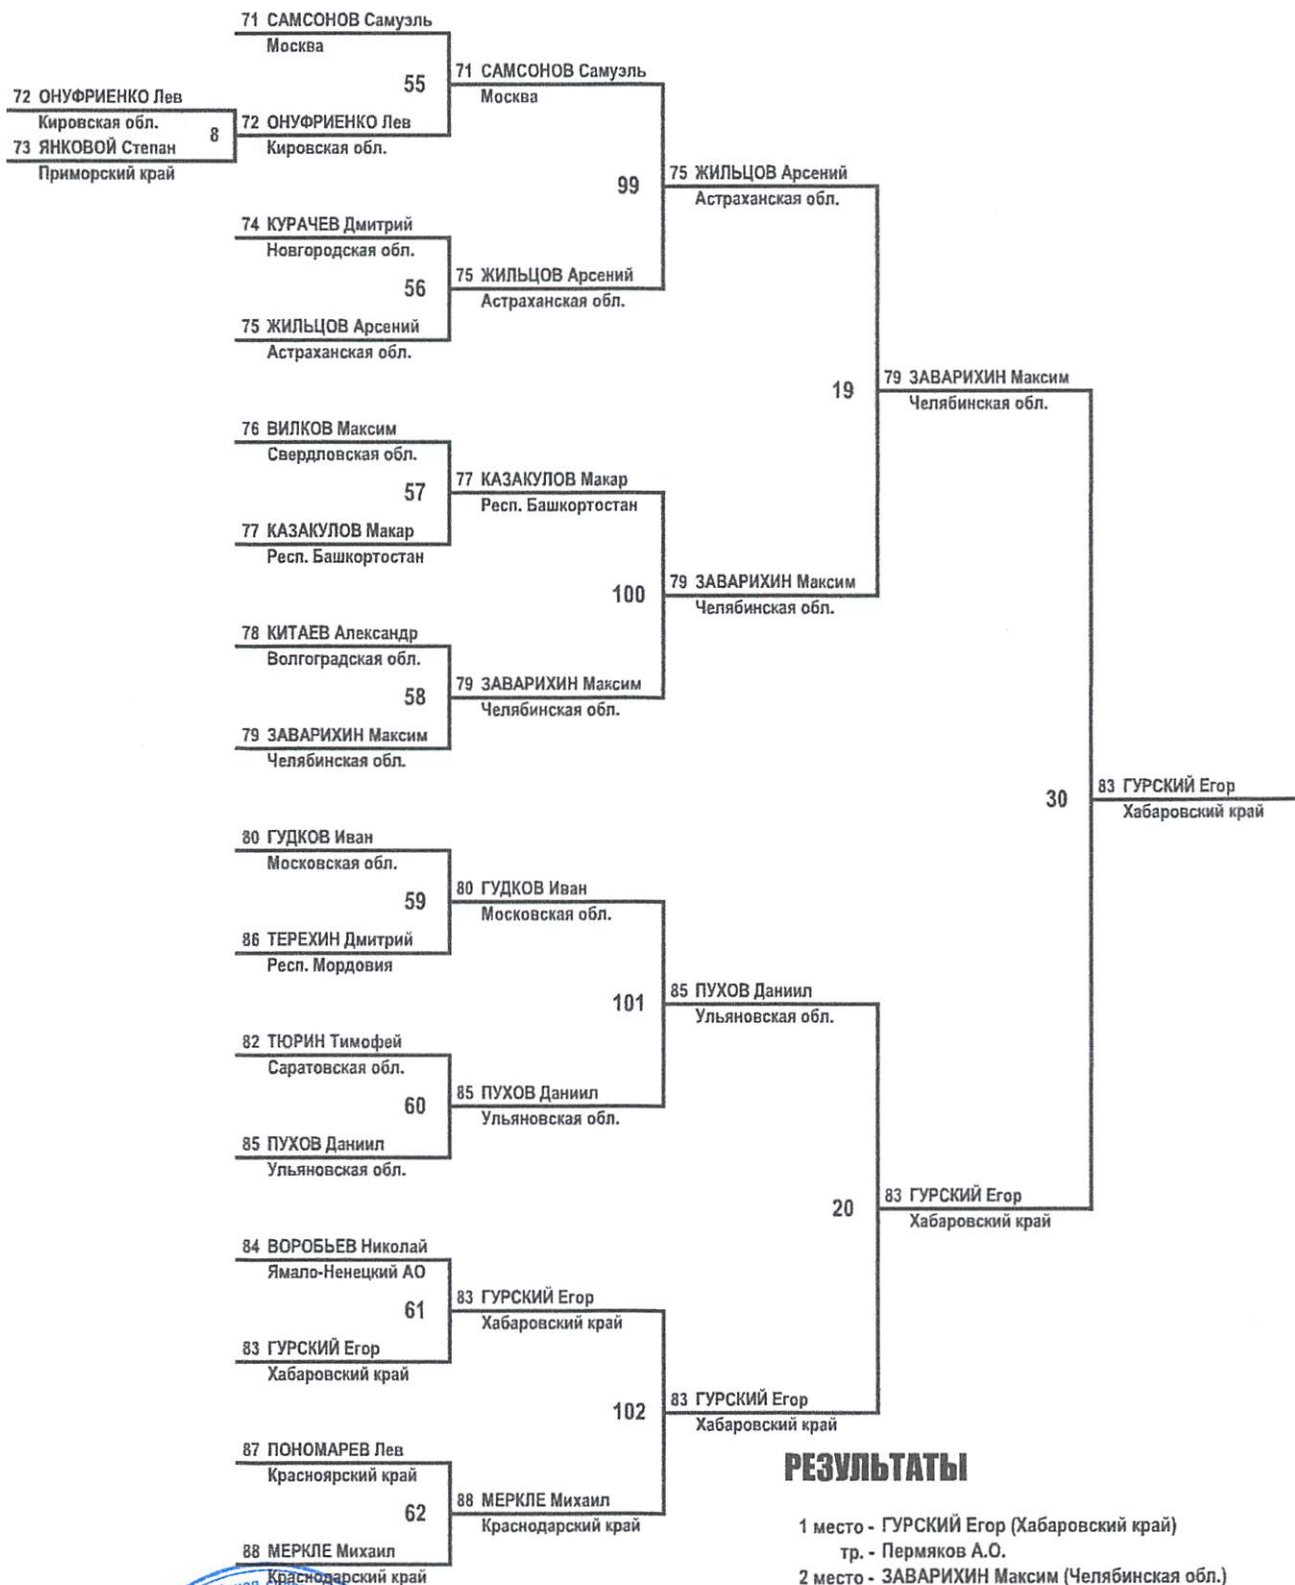 71 САМСОНОВ Самуэль
Москва
55
71 САМСОНОВ Самуэль
Москва
72 ОНУФРИЕНКО Лев
Кировская обл.
8
73 ЯНКОВОЙ Степан
Приморский край
72 ОНУФРИЕНКО Лев
Кировская обл.
99
75 ЖИЛЬЦОВ Арсений
Астраханская обл.
74 КУРАЧЕВ Дмитрий
Новгородская обл.
56
75 ЖИЛЬЦОВ Арсений
Астраханская обл.
75 ЖИЛЬЦОВ Арсений
Астраханская обл.
19
79 ЗАВАРИХИН Максим
Челябинская обл.
76 ВИЛКОВ Максим
Свердловская обл.
57
77 КАЗАКУЛОВ Макар
Респ. Башкортостан
77 КАЗАКУЛОВ Макар
Респ. Башкортостан
100
79 ЗАВАРИХИН Максим
Челябинская обл.
78 КИТАЕВ Александр
Волгоградская обл.
58
79 ЗАВАРИХИН Максим
Челябинская обл.
79 ЗАВАРИХИН Максим
Челябинская обл.
30
83 ГУРСКИЙ Егор
Хабаровский край
80 ГУДКОВ Иван
Московская обл.
59
80 ГУДКОВ Иван
Московская обл.
86 ТЕРЕХИН Дмитрий
Респ. Мордовия
101
85 ПУХОВ Даниил
Ульяновская обл.
82 ТЮРИН Тимофей
Саратовская обл.
60
85 ПУХОВ Даниил
Ульяновская обл.
85 ПУХОВ Даниил
Ульяновская обл.
20
83 ГУРСКИЙ Егор
Хабаровский край
84 ВОРОБЬЕВ Николай
Ямало-Ненецкий АО
61
83 ГУРСКИЙ Егор
Хабаровский край
83 ГУРСКИЙ Егор
Хабаровский край
102
83 ГУРСКИЙ Егор
Хабаровский край
87 ПОНОМАРЕВ Лев
Красноярский край
62
88 МЕРКЛЕ Михаил
Краснодарский край
88 МЕРКЛЕ Михаил
Краснодарский край
РЕЗУЛЬТАТЫ
1 место - ГУРСКИЙ Егор (Хабаровский край)
тр. - Пермяков А.О.
2 место - ЗАВАРИХИН Максим (Челябинская обл.)